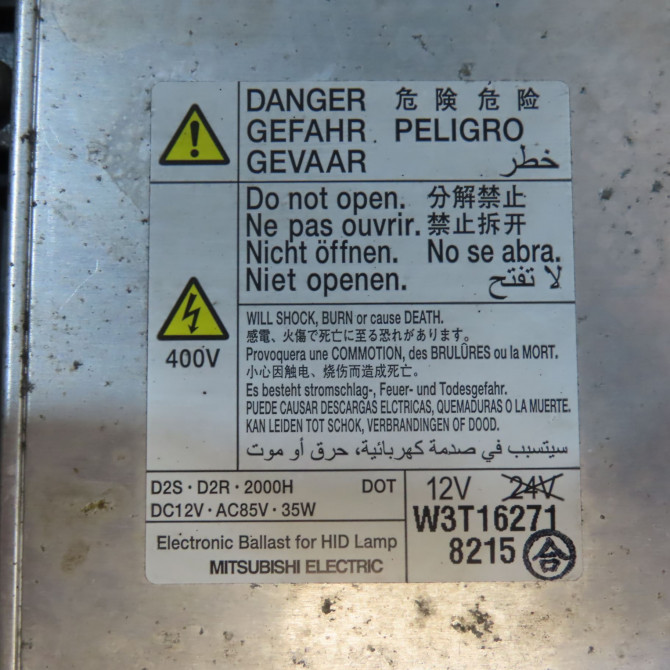 DANGER 危険危险
GEFAHR PELIGRO
GEVAAR خطر
Do not open. 分解禁止
Ne pas ouvrir. 禁止拆开
Nicht öffnen. No se abra.
Niet openen. لا تفتح
400V
WILL SHOCK, BURN or cause DEATH.
感電、火傷で死亡に至る恐れがあります。
Provoquera une COMMOTION, des BRULÛRES ou la MORT.
小心因触电、烧伤而造成死亡。
Es besteht stromschlag-, Feuer- und Todesgefahr.
PUEDE CAUSAR DESCARGAS ELCTRICAS, QUEMADURAS O LA MUERTE.
KAN LEIDEN TOT SCHOK, VERBRANDINGEN OF DOOD.
سيتسبب في صدمة كهربائية، حرق أو موت
D2S・D2R・2000H DOT
DC12V・AC85V・35W
12V 24V
W3T16271
8215 合
Electronic Ballast for HID Lamp
MITSUBISHI ELECTRIC